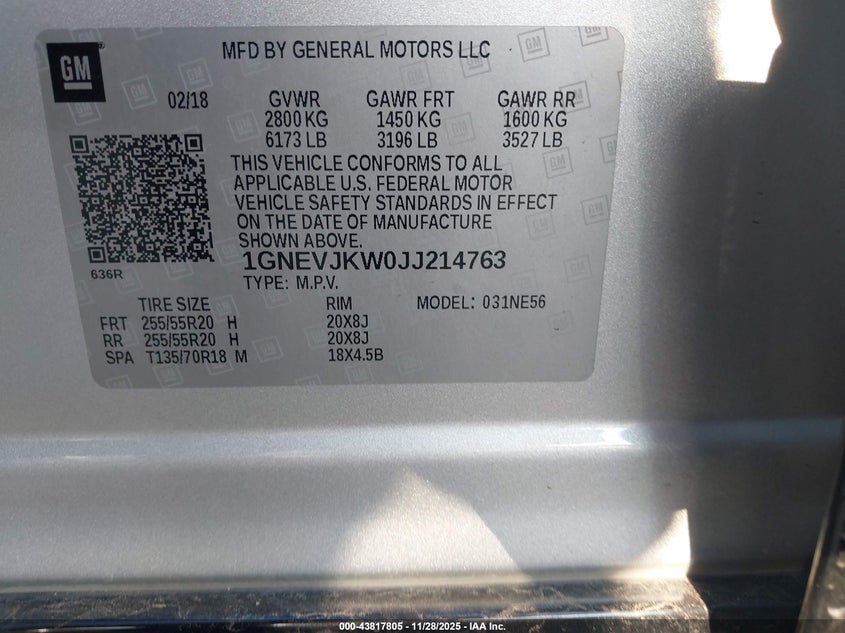 GM
MFD BY GENERAL MOTORS LLC
02/18 GVWR GAWR FRT GAWR RR
2800 KG 1450 KG 1600 KG
6173 LB 3196 LB 3527 LB
THIS VEHICLE CONFORMS TO ALL
APPLICABLE U.S. FEDERAL MOTOR
VEHICLE SAFETY STANDARDS IN EFFECT
ON THE DATE OF MANUFACTURE
SHOWN ABOVE.
636R
1GNEVJKW0JJ214763
TYPE: M.P.V.
TIRE SIZE RIM MODEL: 031NE56
FRT 255/55R20 H 20X8J
RR 255/55R20 H 20X8J
SPA T135/70R18 M 18X4.5B
000-43817805 - 11/28/2025 - IAA Inc.